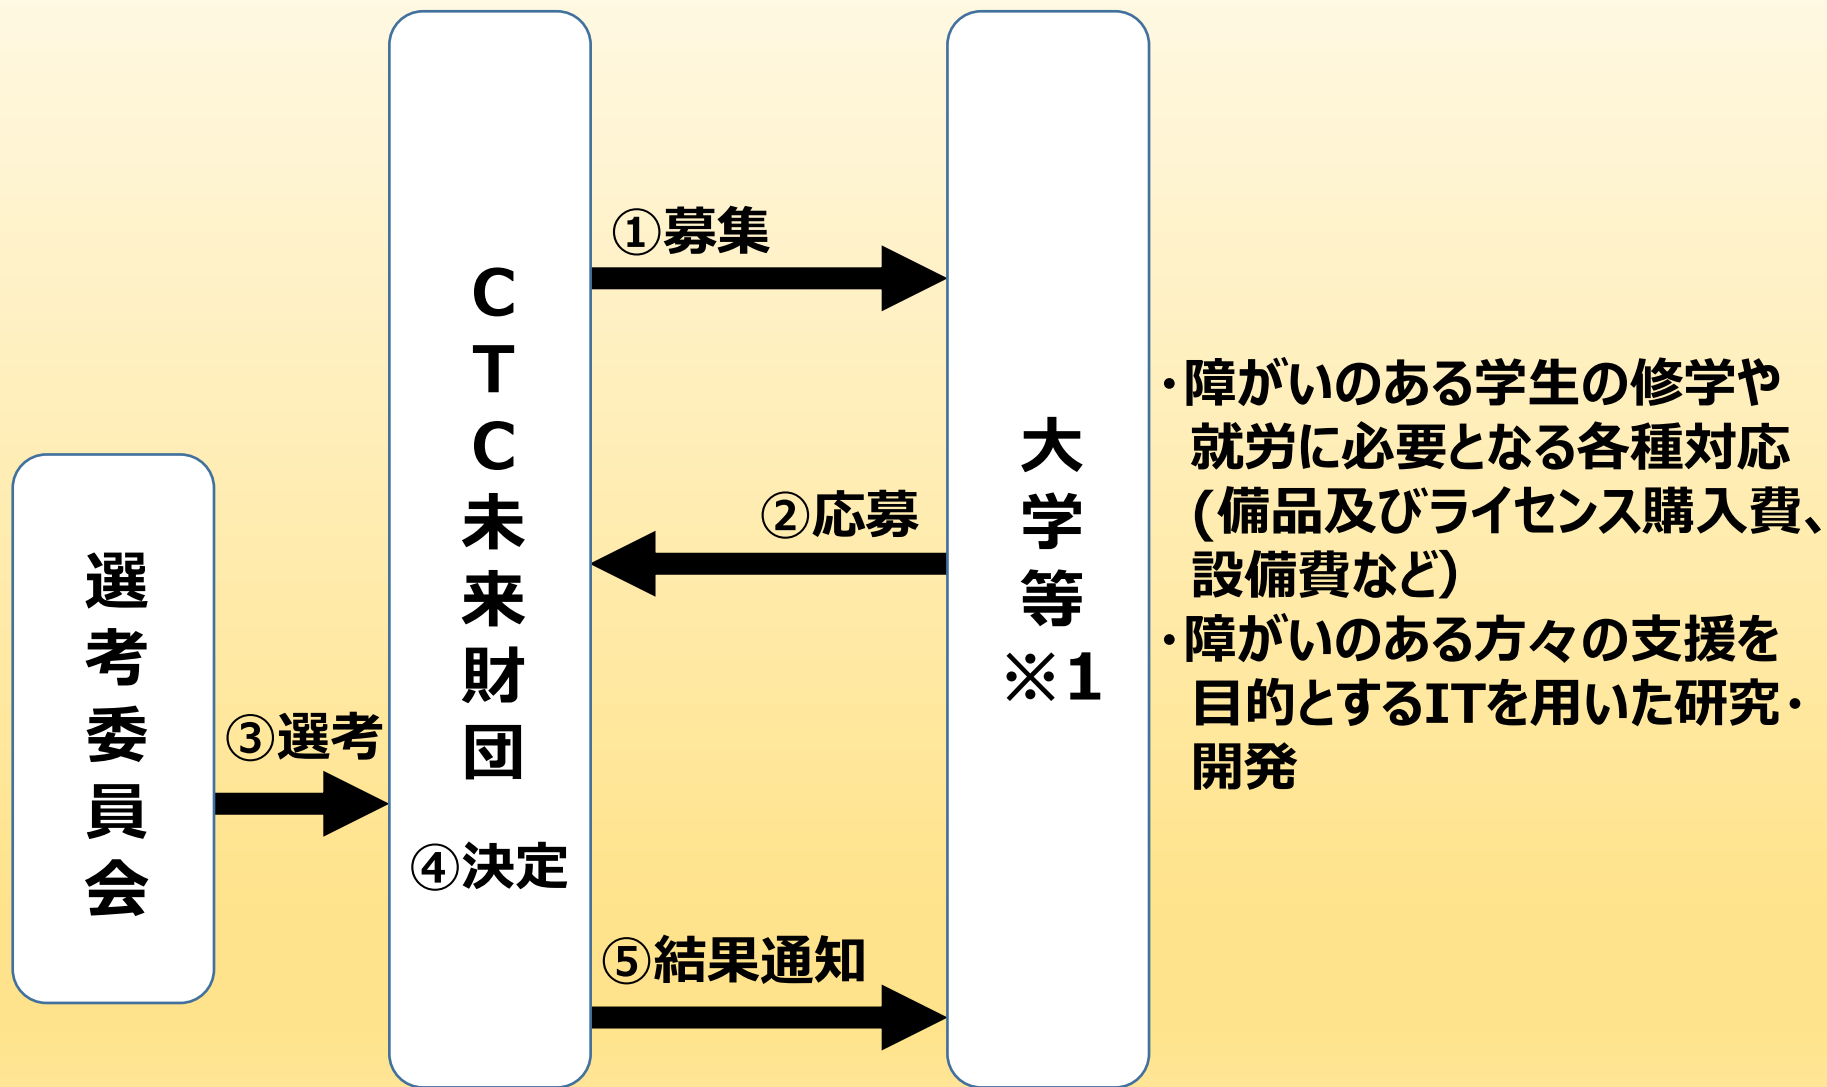 選考委員会
③選考
CTC未来財団
④決定
①募集
②応募
⑤結果通知
大学等※1
・障がいのある学生の修学や
就労に必要となる各種対応
(備品及びライセンス購入費、
設備費など)
・障がいのある方々の支援を
目的とするITを用いた研究・
開発